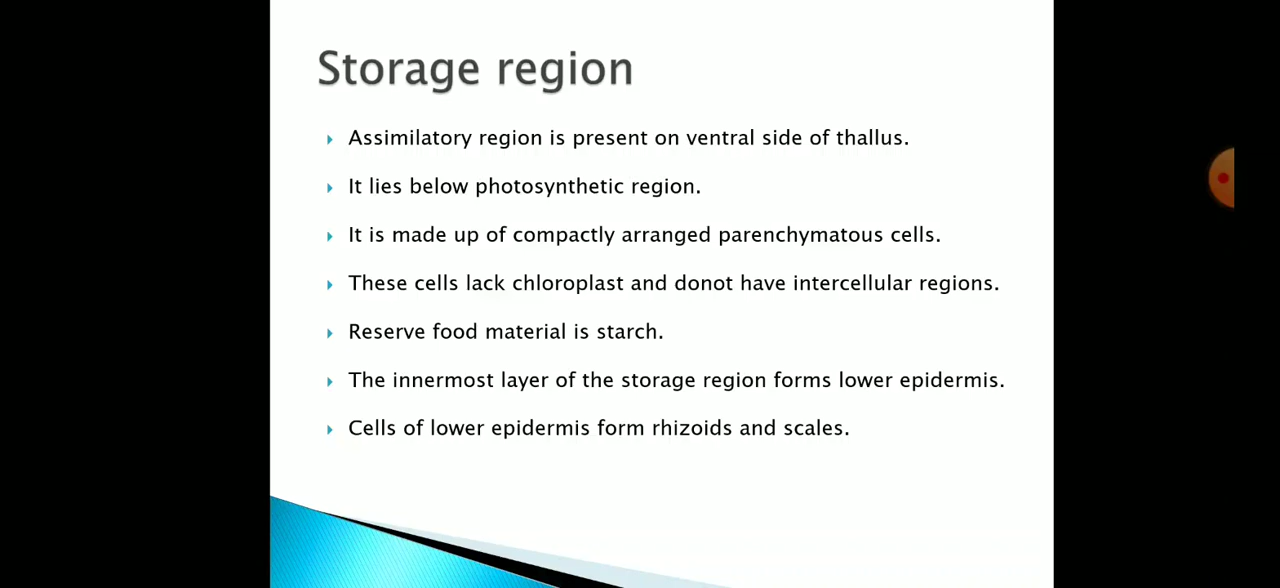 Storage region
Assimilatory region is present on ventral side of thallus.
It lies below photosynthetic region.
It is made up of compactly arranged parenchymatous cells.
These cells lack chloroplast and donot have intercellular regions.
Reserve food material is starch.
The innermost layer of the storage region forms lower epidermis.
Cells of lower epidermis form rhizoids and scales.